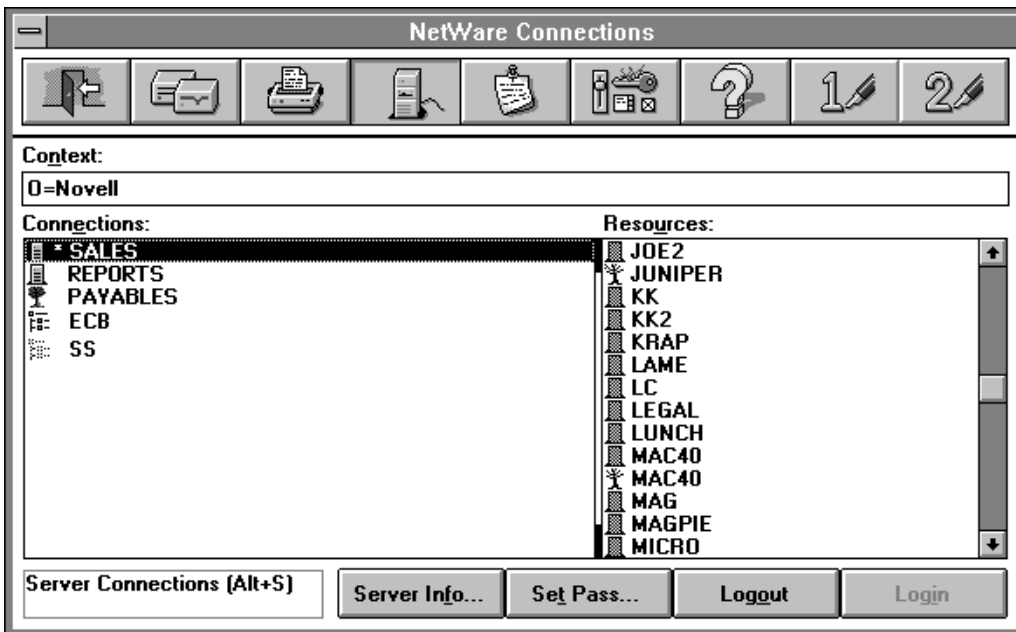 NetWare Connections
1 2
Context:
O=Novell
Connections:
* SALES
REPORTS
PAYABLES
ECB
SS
Resources:
JOE2
JUNIPER
KK
KK2
KRAP
LAME
LC
LEGAL
LUNCH
MAC40
MAC40
MAG
MAGPIE
MICRO
Server Connections (Alt+S)
Server Info...
Set Pass...
Logout
Login